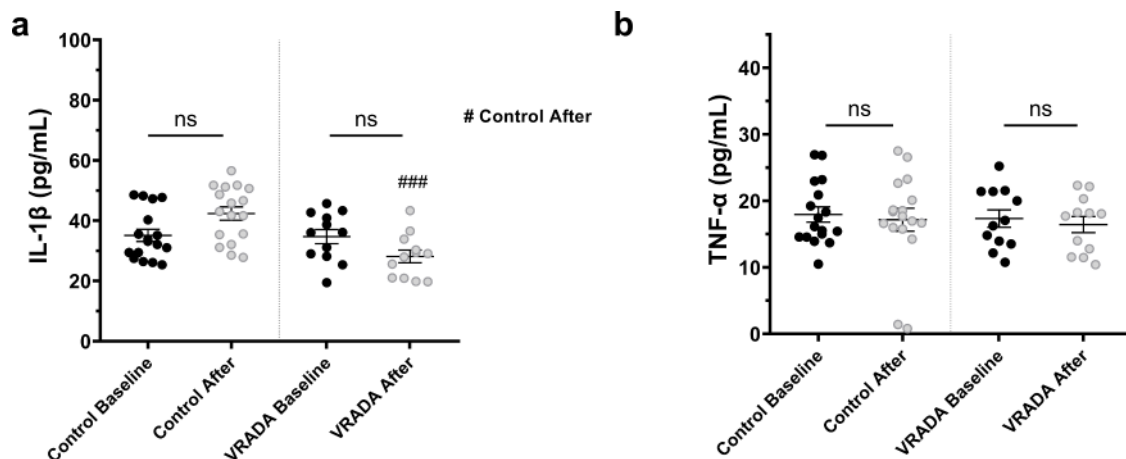 a
IL-1β (pg/mL)
100
80
60
40
20
0
ns
ns
# Control After
###
Control Baseline
Control After
VRADA Baseline
VRADA After
b
TNF-α (pg/mL)
40
30
20
10
0
ns
ns
Control Baseline
Control After
VRADA Baseline
VRADA After